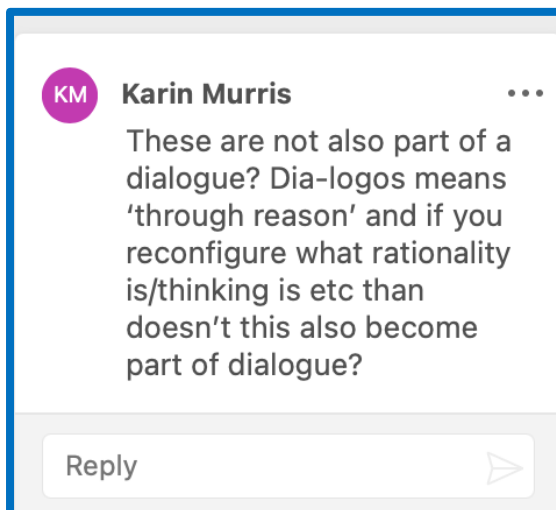 KM
Karin Murris
These are not also part of a
dialogue? Dia-logos means
‘through reason’ and if you
reconfigure what rationality
is/thinking is etc than
doesn’t this also become
part of dialogue?
Reply